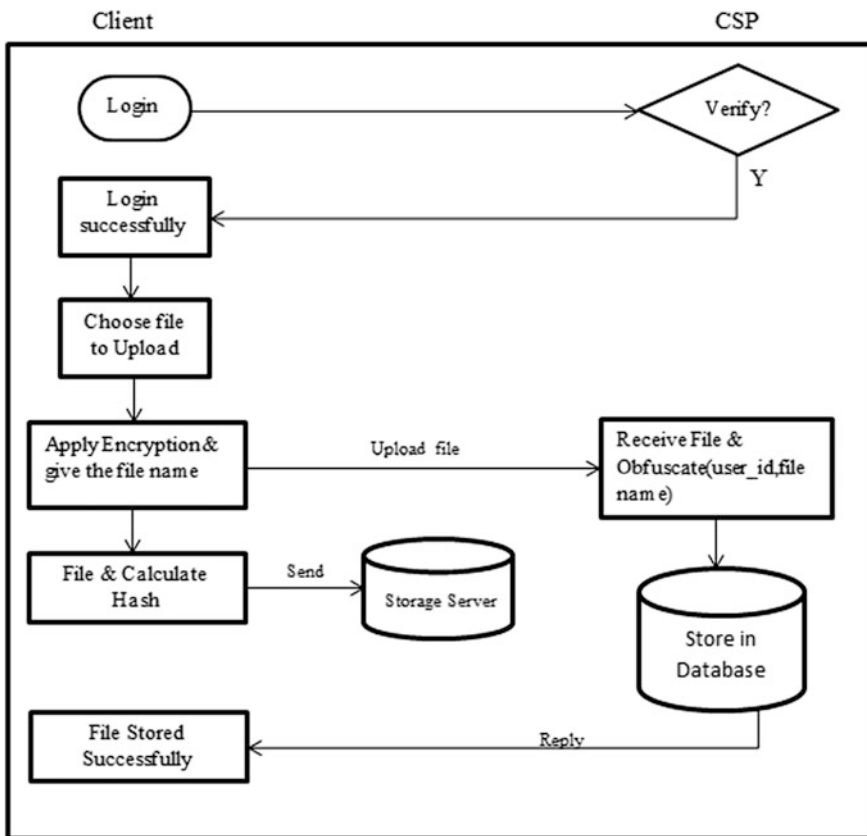 Client
CSP
Login
Verify?
Y
Login
successfully
Choose file
to Upload
Apply Encryption &
give the file name
Upload file
Receive File &
Obfuscate(user_id,file
name)
File & Calculate
Hash
Send
Storage Server
Store in
Database
File Stored
Successfully
Reply